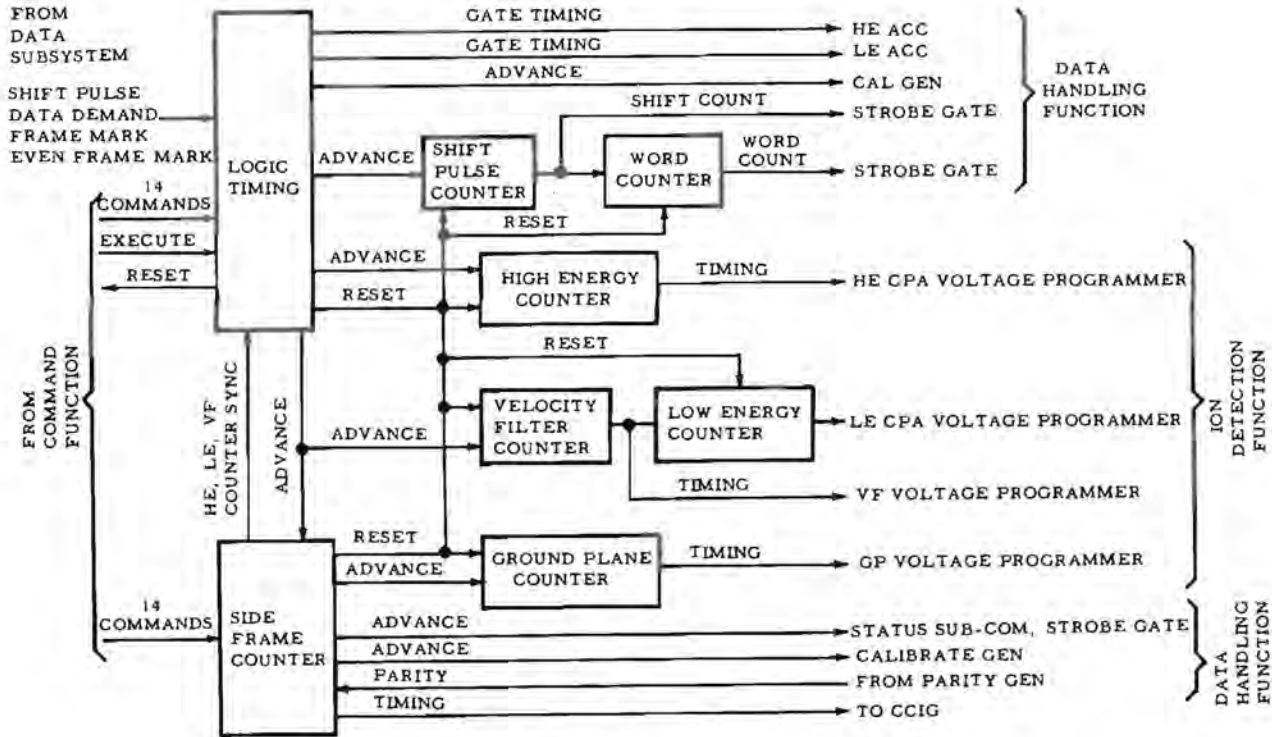 FROM
DATA
SUBSYSTEM
SHIFT PULSE
DATA DEMAND
FRAME MARK
EVEN FRAME MARK
14
COMMANDS
EXECUTE
RESET
FROM
COMMAND
FUNCTION
LOGIC
TIMING
GATE TIMING
HE ACC
GATE TIMING
LE ACC
ADVANCE
CAL GEN
SHIFT COUNT
STROBE GATE
ADVANCE
SHIFT
PULSE
COUNTER
WORD
COUNTER
WORD
COUNT
STROBE GATE
DATA
HANDLING
FUNCTION
RESET
ADVANCE
RESET
HIGH ENERGY
COUNTER
TIMING
HE CPA VOLTAGE PROGRAMMER
RESET
HE, LE, VF
COUNTER SYNC
ADVANCE
ADVANCE
VELOCITY
FILTER
COUNTER
LOW ENERGY
COUNTER
LE CPA VOLTAGE PROGRAMMER
TIMING
VF VOLTAGE PROGRAMMER
RESET
ADVANCE
GROUND PLANE
COUNTER
TIMING
GP VOLTAGE PROGRAMMER
ION
DETECTION
FUNCTION
14
COMMANDS
SIDE
FRAME
COUNTER
ADVANCE
STATUS SUB-COM, STROBE GATE
ADVANCE
CALIBRATE GEN
PARITY
FROM PARITY GEN
TIMING
TO CCIG
DATA
HANDLING
FUNCTION